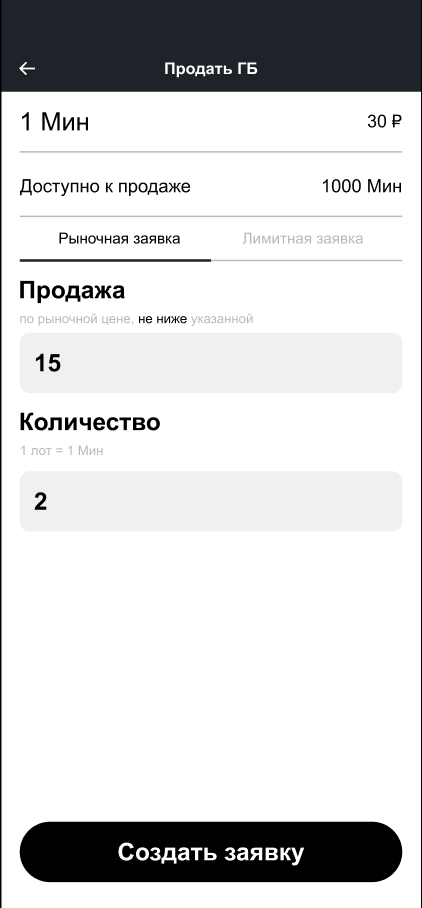 Продать ГБ
1 Мин 30 ₽
Доступно к продаже 1000 Мин
Рыночная заявка Лимитная заявка
Продажа
по рыночной цене, не ниже указанной
15
Количество
1 лот = 1 Мин
2
Создать заявку